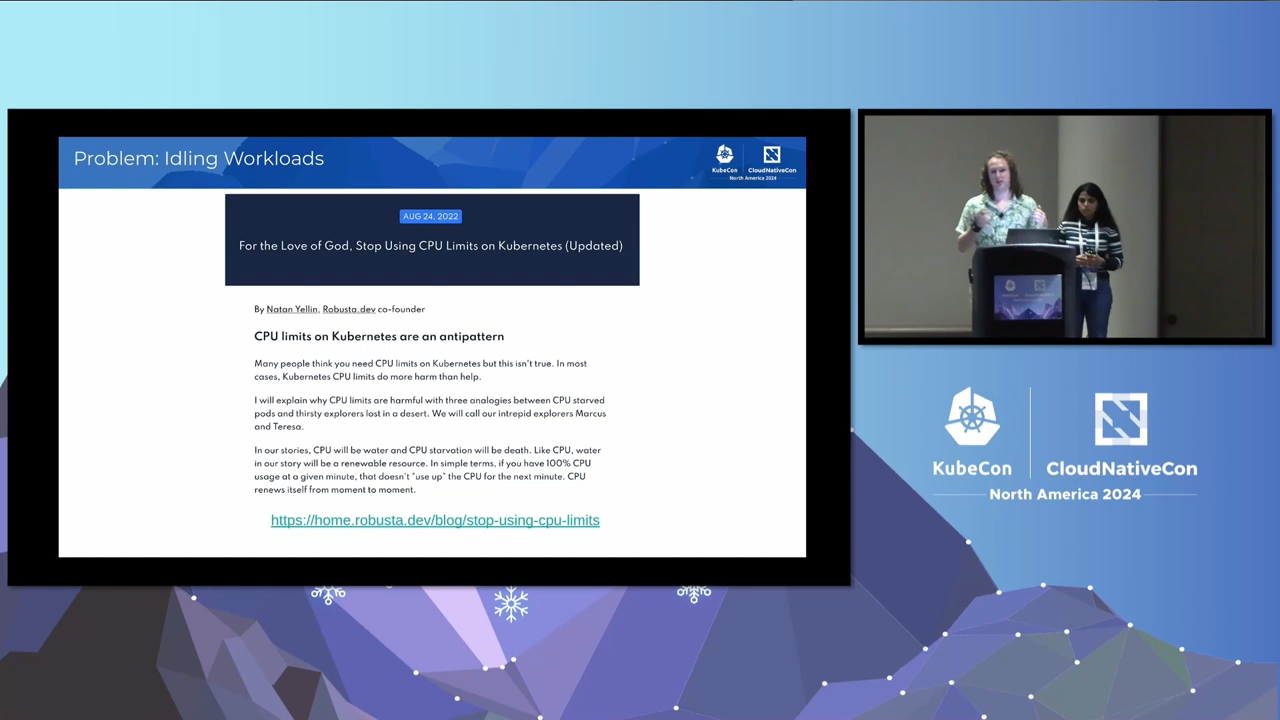 Problem: Idling Workloads
KubeCon
CloudNativeCon
North America 2024
AUG 24, 2022
For the Love of God, Stop Using CPU Limits on Kubernetes (Updated)
By Natan Yellin, Robusta.dev co-founder
CPU limits on Kubernetes are an antipattern
Many people think you need CPU limits on Kubernetes but this isn't true. In most
cases, Kubernetes CPU limits do more harm than help.
I will explain why CPU limits are harmful with three analogies between CPU starved
pods and thirsty explorers lost in a desert. We will call our intrepid explorers Marcus
and Teresa.
In our stories, CPU will be water and CPU starvation will be death. Like CPU, water
in our story will be a renewable resource. In simple terms, if you have 100% CPU
usage at a given minute, that doesn't "use up" the CPU for the next minute. CPU
renews itself from moment to moment.
https://home.robusta.dev/blog/stop-using-cpu-limits
KubeCon
CloudNativeCon
North America 2024